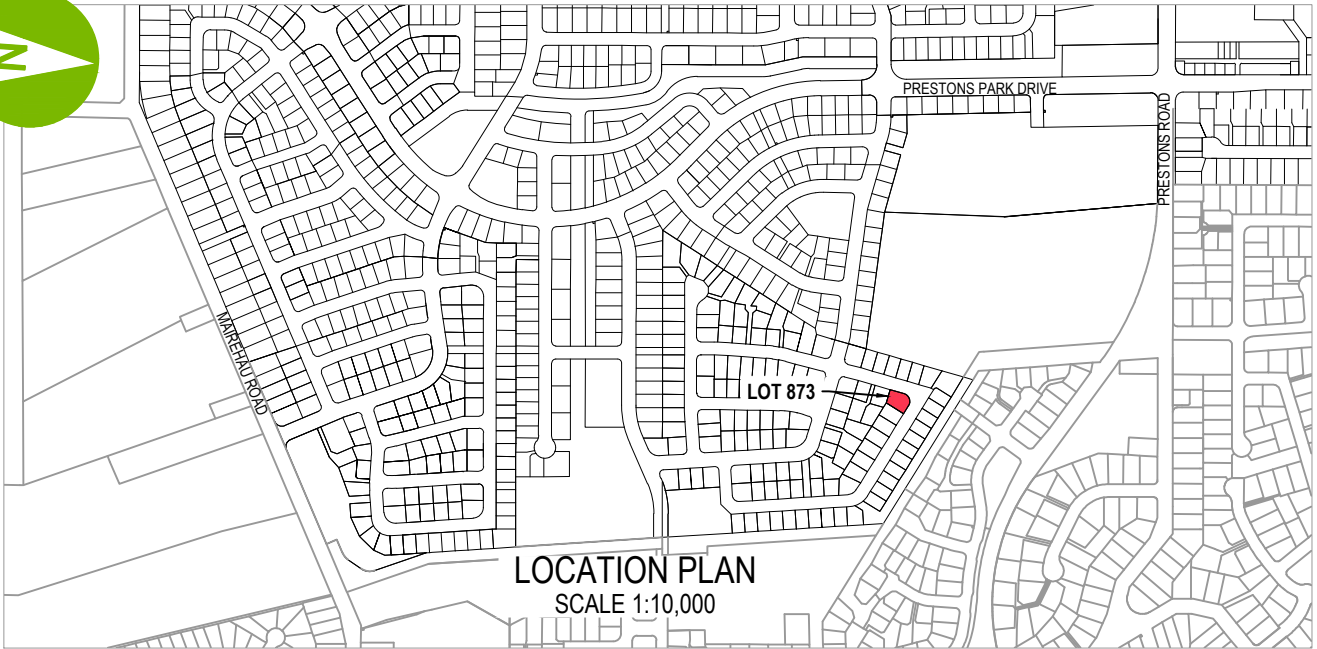 N
PRESTONS PARK DRIVE
PRESTONS ROAD
MAIREHAU ROAD
LOT 873
LOCATION PLAN
SCALE 1:10,000